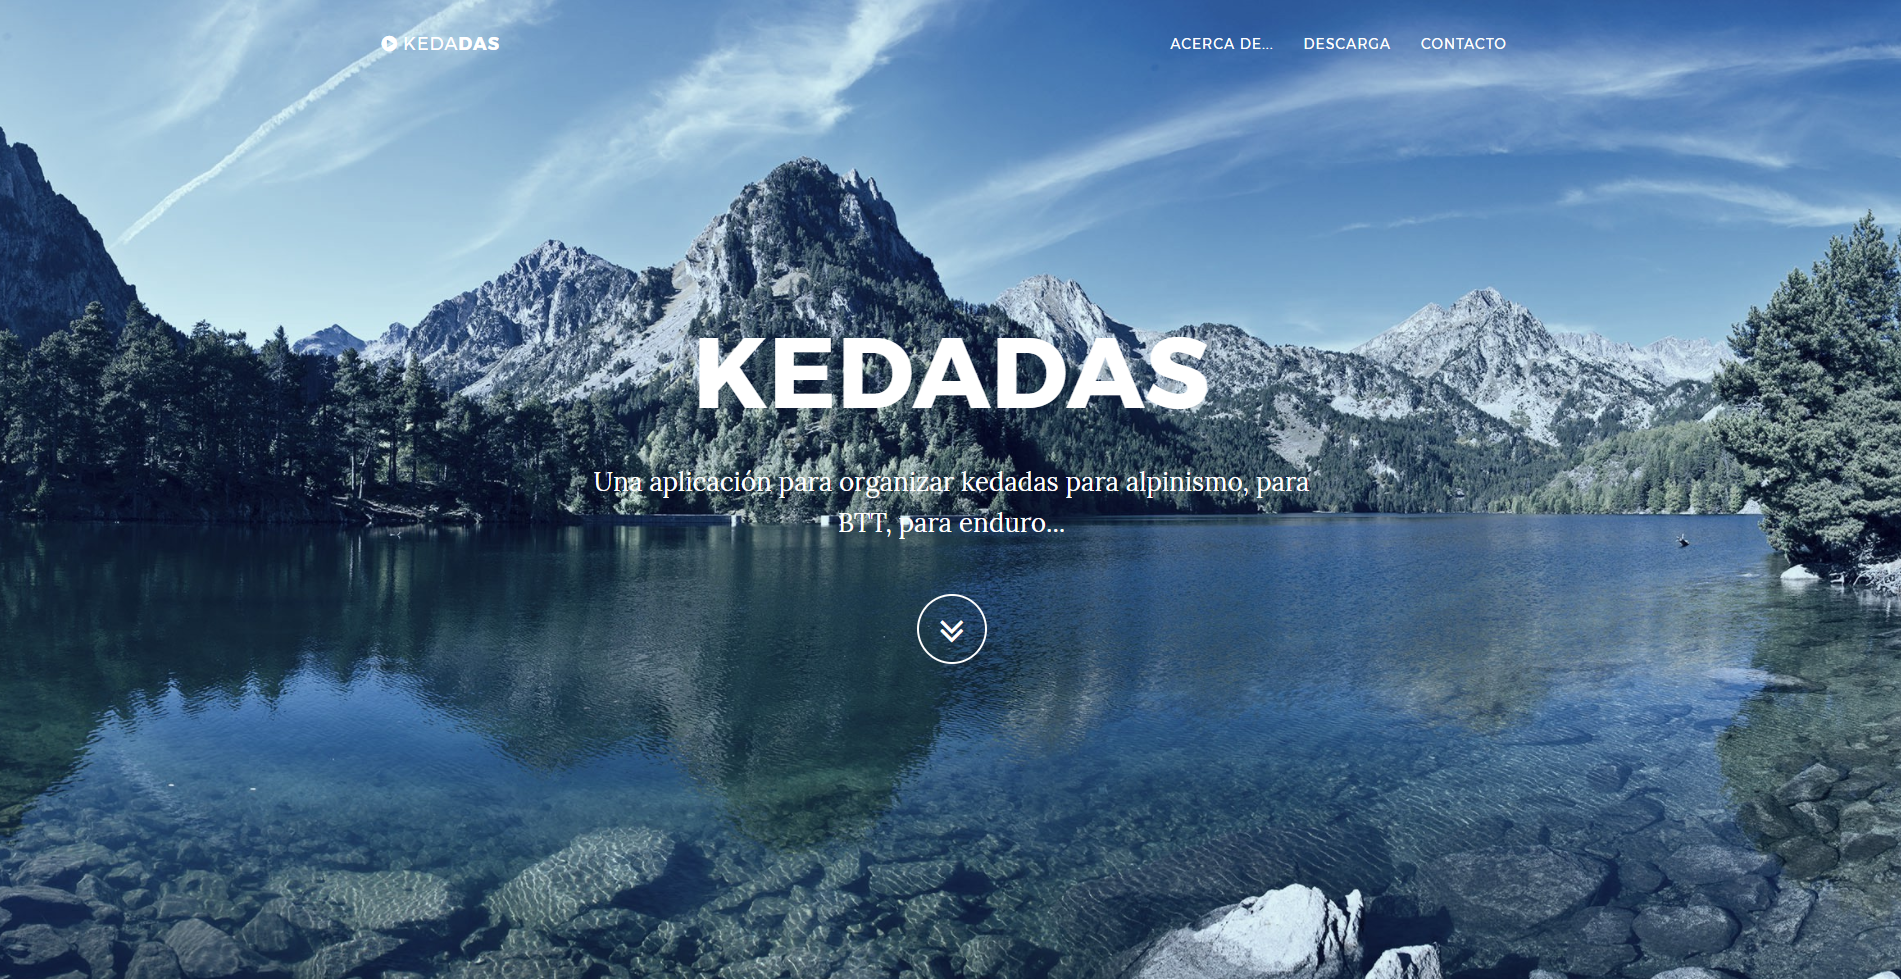 KEDADAS
ACERCA DE... DESCARGA CONTACTO
KEDADAS
Una aplicación para organizar kedadas para alpinismo, para
BTT, para enduro...